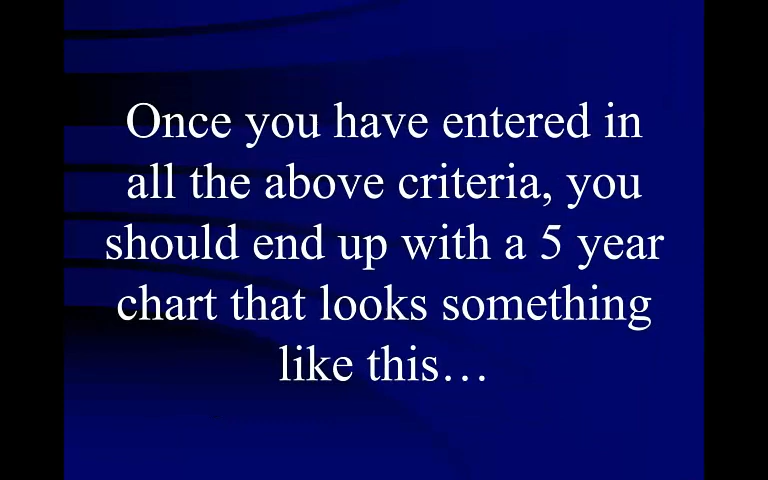 Once you have entered in
all the above criteria, you
should end up with a 5 year
chart that looks something
like this…